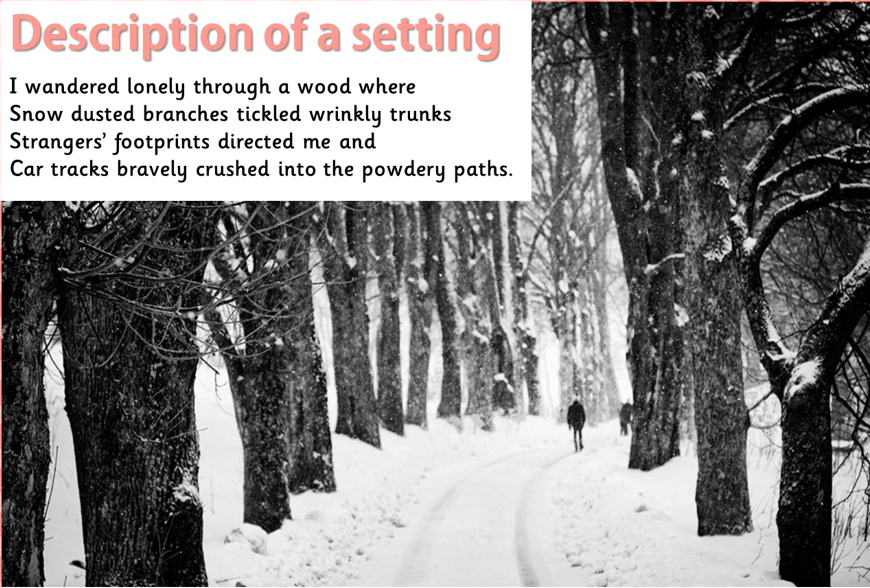 Description of a setting
I wandered lonely through a wood where
Snow dusted branches tickled wrinkly trunks
Strangers’ footprints directed me and
Car tracks bravely crushed into the powdery paths.